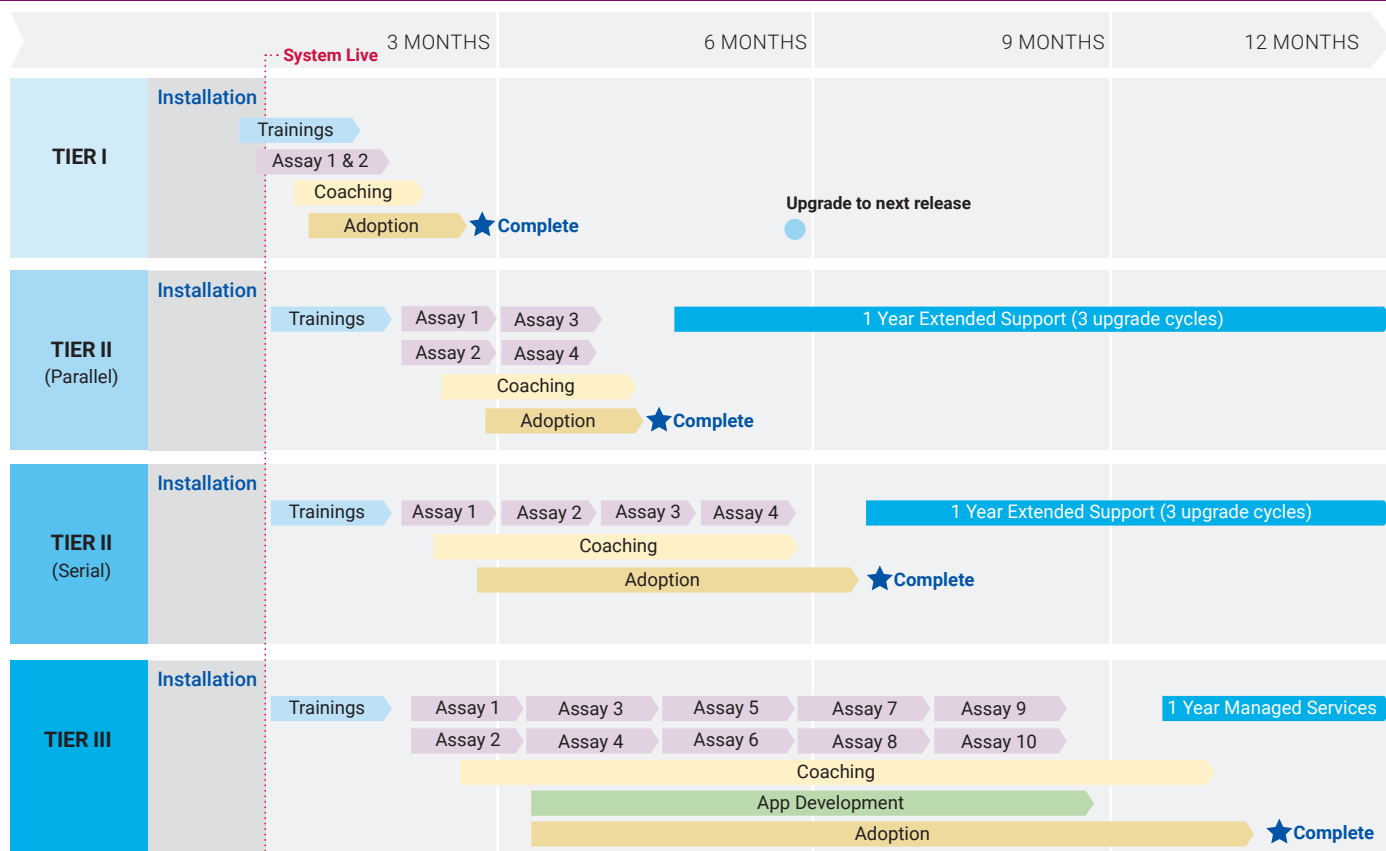 3 MONTHS 6 MONTHS 9 MONTHS 12 MONTHS
System Live
TIER I
Installation
Trainings
Assay 1 & 2
Coaching
Adoption Complete
Upgrade to next release
TIER II
(Parallel)
Installation
Trainings Assay 1 Assay 3 1 Year Extended Support (3 upgrade cycles)
Assay 2 Assay 4
Coaching
Adoption Complete
TIER II
(Serial)
Installation
Trainings Assay 1 Assay 2 Assay 3 Assay 4 1 Year Extended Support (3 upgrade cycles)
Coaching
Adoption Complete
TIER III
Installation
Trainings Assay 1 Assay 3 Assay 5 Assay 7 Assay 9 1 Year Managed Services
Assay 2 Assay 4 Assay 6 Assay 8 Assay 10
Coaching
App Development
Adoption Complete